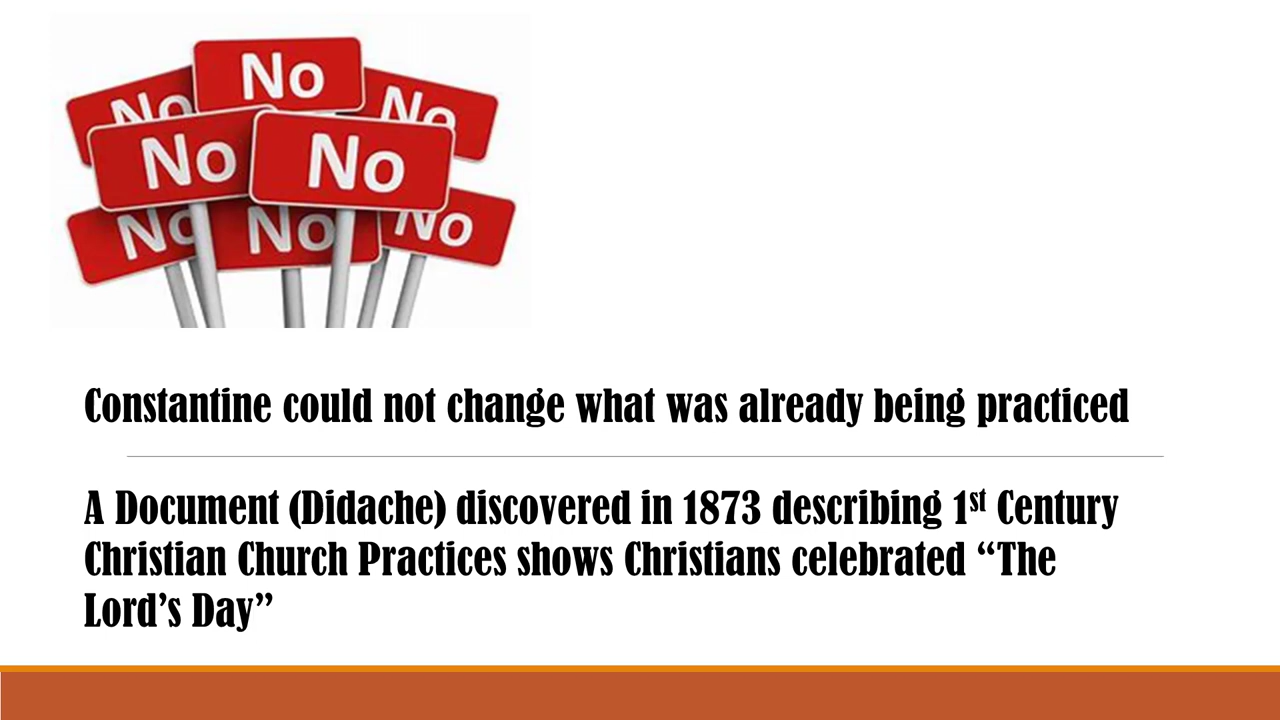 No
No
No
No
No
No
No
No
Constantine could not change what was already being practiced
A Document (Didache) discovered in 1873 describing 1st Century
Christian Church Practices shows Christians celebrated “The
Lord’s Day”